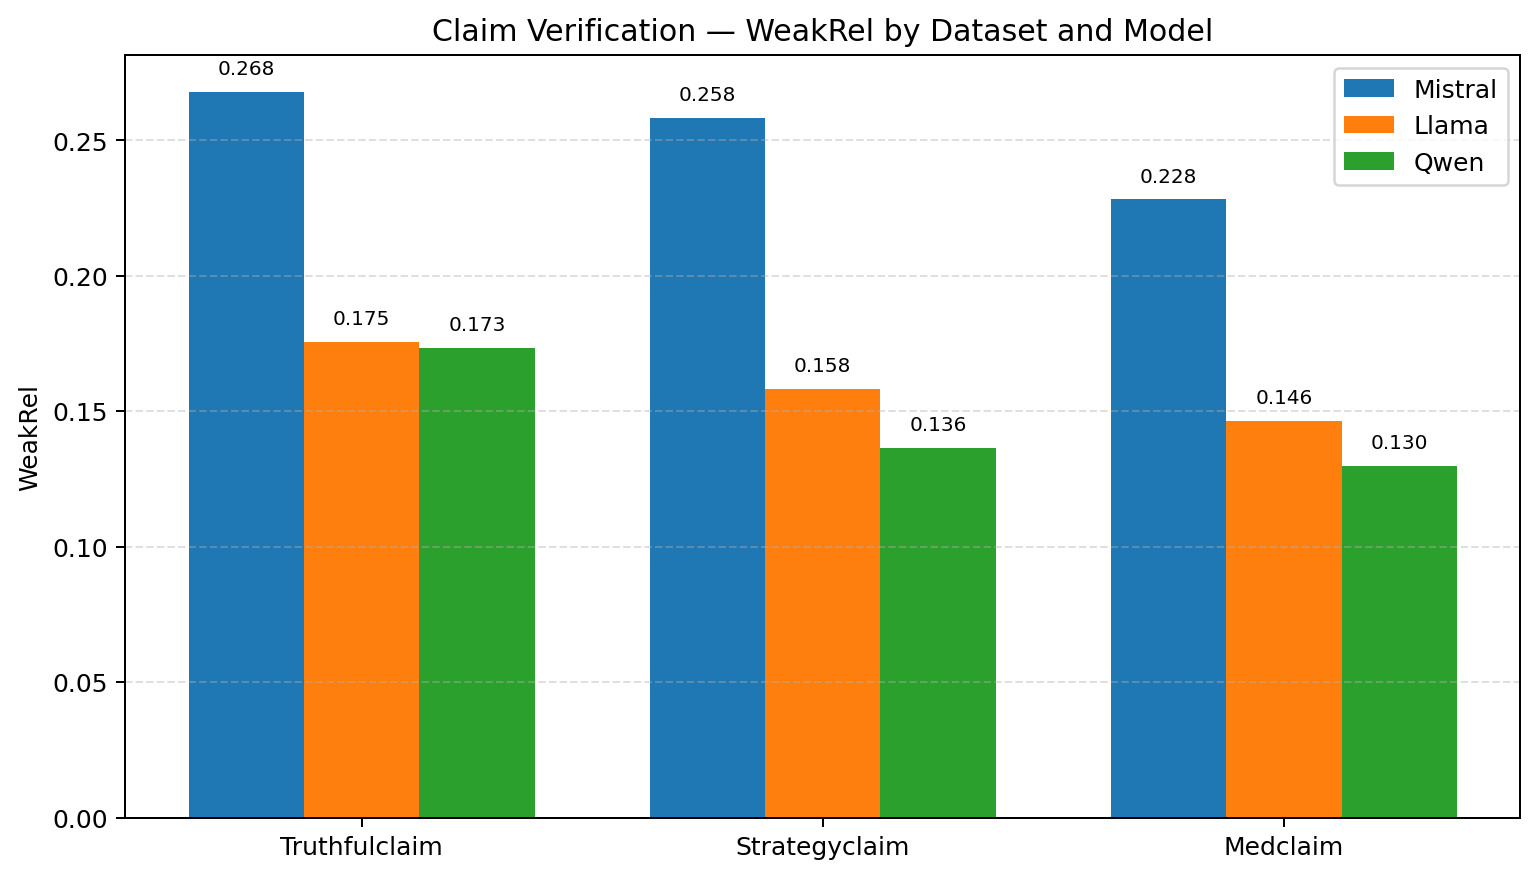 Claim Verification — WeakRel by Dataset and Model
WeakRel
0.25
0.20
0.15
0.10
0.05
0.00
0.268
0.175
0.173
0.258
0.158
0.136
0.228
0.146
0.130
Mistral
Llama
Qwen
Truthfulclaim
Strategyclaim
Medclaim